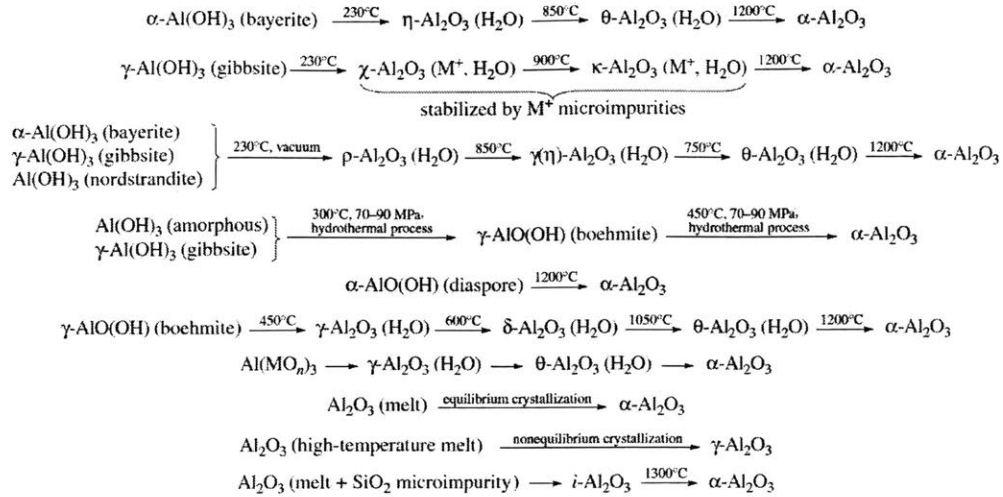 α-Al(OH)₃ (bayerite) —230°C→ η-Al₂O₃ (H₂O) —850°C→ θ-Al₂O₃ (H₂O) —1200°C→ α-Al₂O₃
γ-Al(OH)₃ (gibbsite) —230°C→ χ-Al₂O₃ (M⁺, H₂O) —900°C→ κ-Al₂O₃ (M⁺, H₂O) —1200°C→ α-Al₂O₃
stabilized by M⁺ microimpurities
α-Al(OH)₃ (bayerite)
γ-Al(OH)₃ (gibbsite) —230°C, vacuum→ ρ-Al₂O₃ (H₂O) —850°C→ γ(η)-Al₂O₃ (H₂O) —750°C→ θ-Al₂O₃ (H₂O) —1200°C→ α-Al₂O₃
Al(OH)₃ (nordstrandite)
300°C, 70–90 MPa, 450°C, 70–90 MPa,
Al(OH)₃ (amorphous) hydrothermal process hydrothermal process
γ-Al(OH)₃ (gibbsite) → γ-AlO(OH) (boehmite) → α-Al₂O₃
α-AlO(OH) (diaspore) —1200°C→ α-Al₂O₃
γ-AlO(OH) (boehmite) —450°C→ γ-Al₂O₃ (H₂O) —600°C→ δ-Al₂O₃ (H₂O) —1050°C→ θ-Al₂O₃ (H₂O) —1200°C→ α-Al₂O₃
Al(MOₙ)₃ → γ-Al₂O₃ (H₂O) → θ-Al₂O₃ (H₂O) → α-Al₂O₃
Al₂O₃ (melt) —equilibrium crystallization→ α-Al₂O₃
Al₂O₃ (high-temperature melt) —nonequilibrium crystallization→ γ-Al₂O₃
Al₂O₃ (melt + SiO₂ microimpurity) → i-Al₂O₃ —1300°C→ α-Al₂O₃